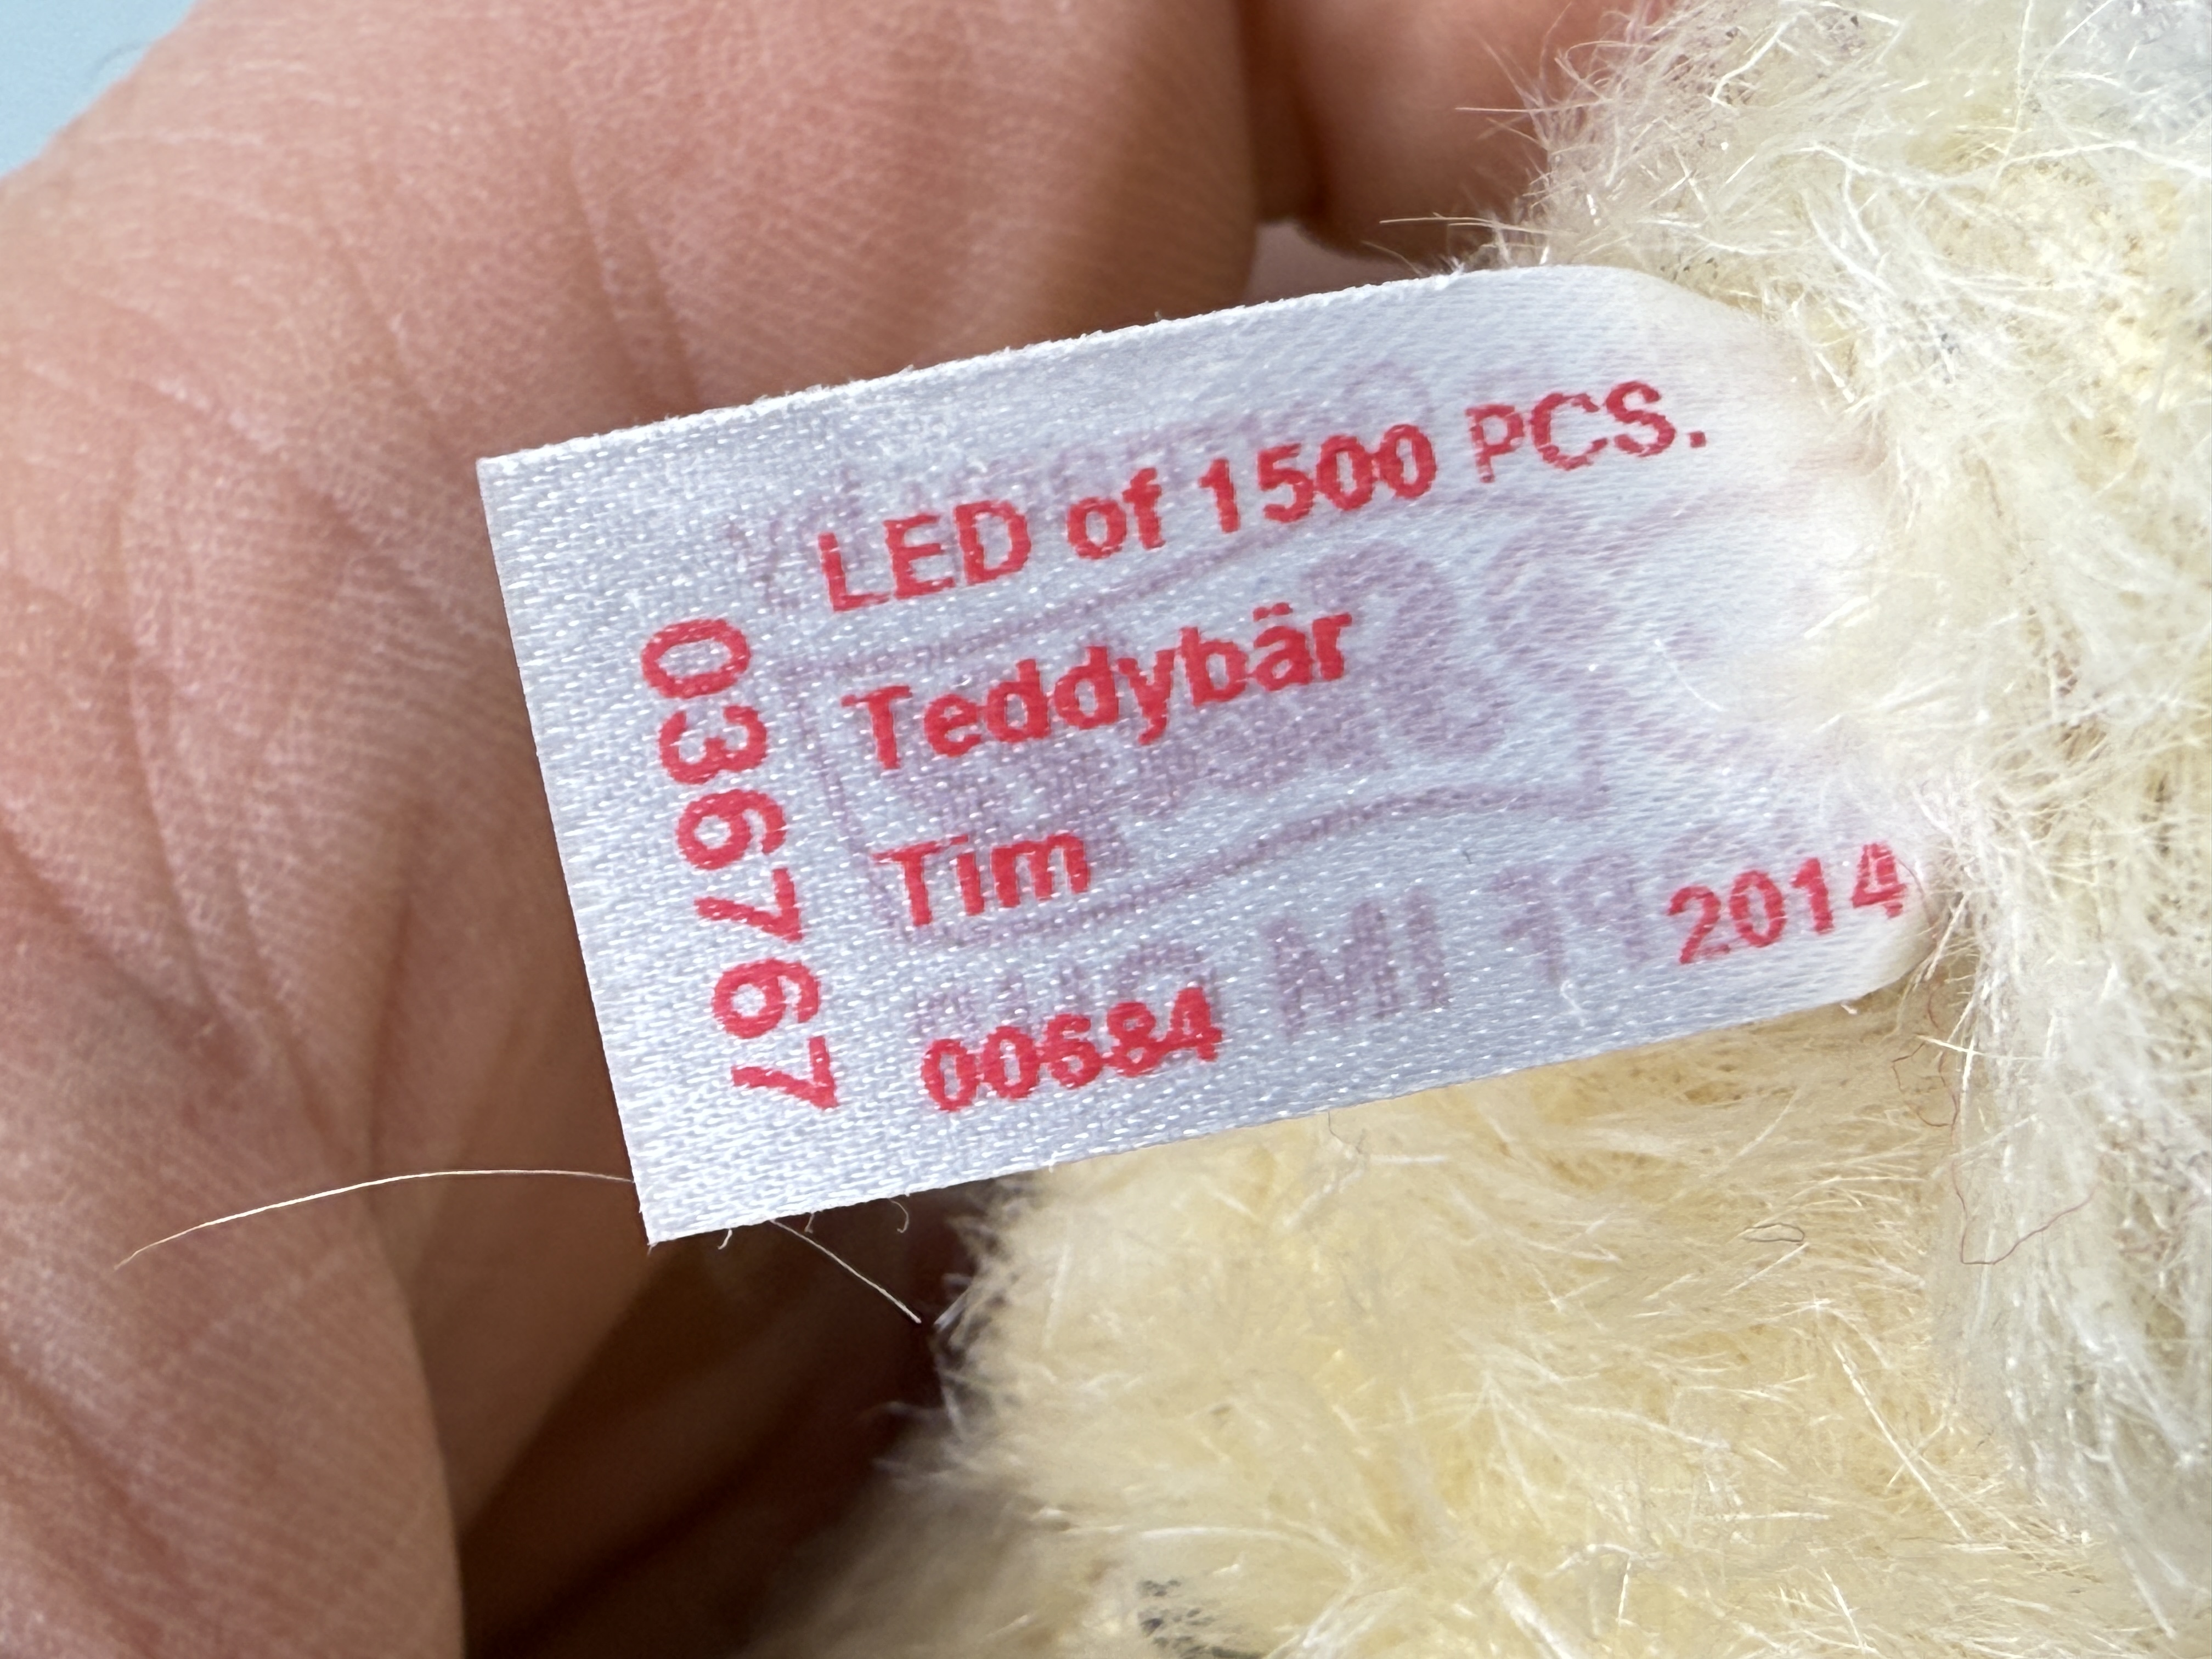 LED of 1500 PCS.
Teddybär
Tim
2014
00684
036767